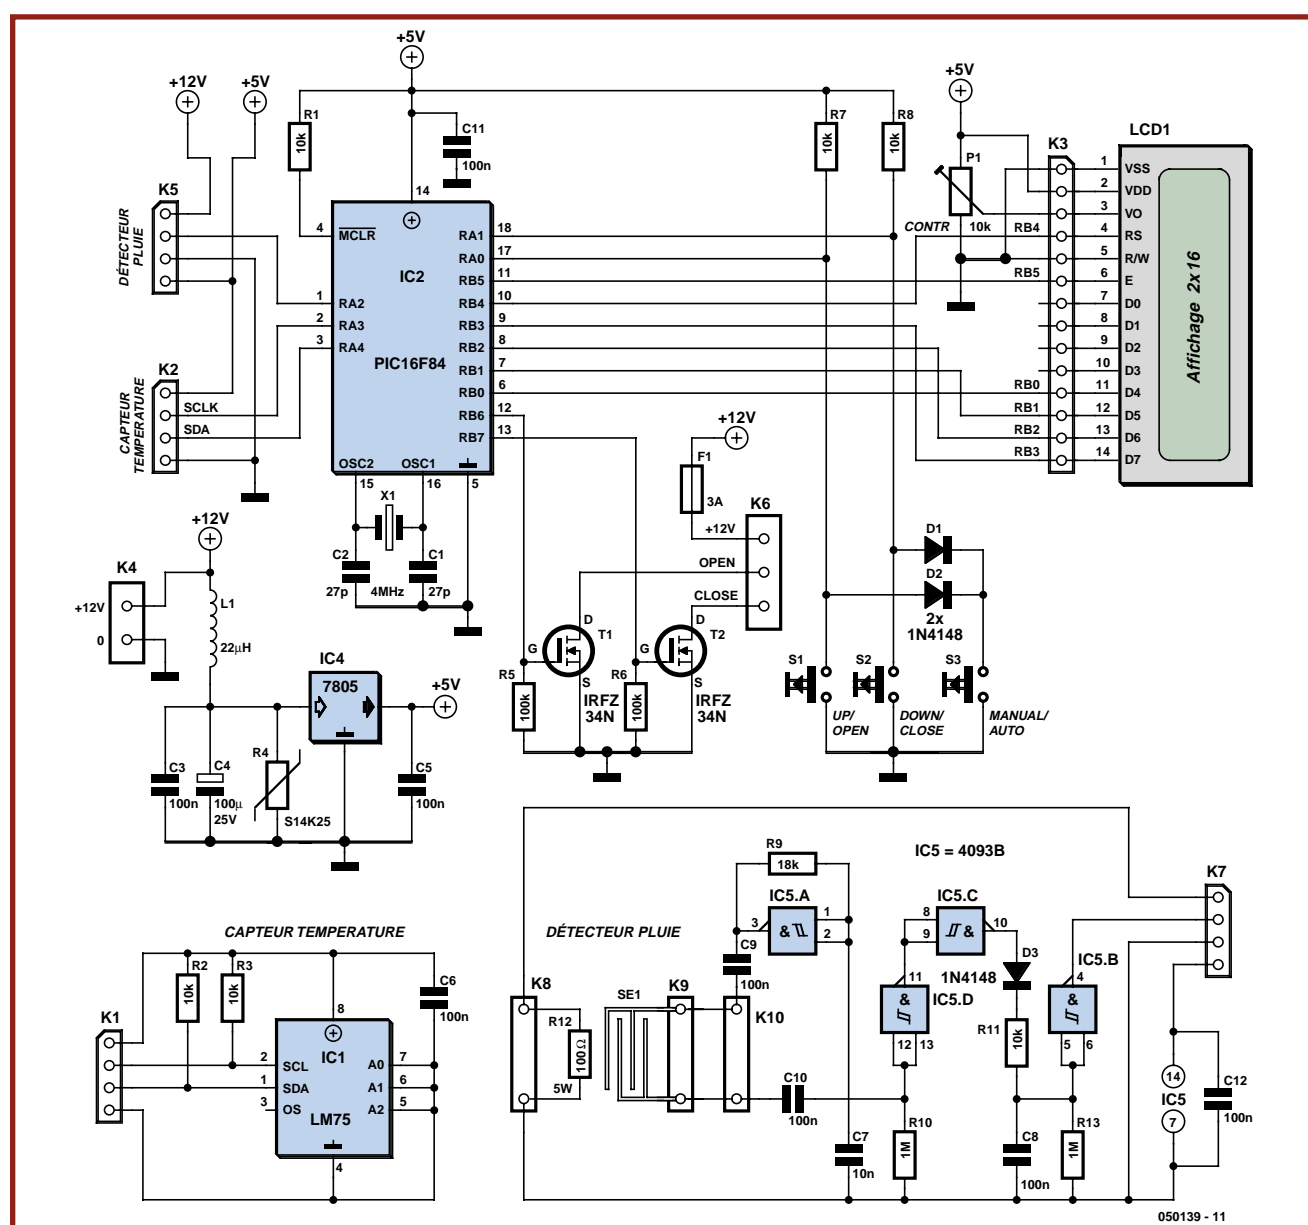 +5V
+12V
+5V
K5
DÉTECTEUR
PLUIE
R1
10k
C11
100n
14
4
MCLR
IC2
PIC16F84
1
RA2
2
RA3
3
RA4
RA1
18
RA0
17
RB5
11
RB4
10
RB3
9
RB2
8
RB1
7
RB0
6
RB6
12
RB7
13
OSC2
OSC1
15
16
5
K2
CAPTEUR
TEMPERATURE
SCLK
SDA
X1
C2
27p
4MHz
C1
27p
R7
10k
R8
10k
+5V
P1
10k
CONTR
K3
RB4
RB5
RB0
RB1
RB2
RB3
LCD1
1
VSS
2
VDD
3
VO
4
RS
5
R/W
6
E
7
D0
8
D1
9
D2
10
D3
11
D4
12
D5
13
D6
14
D7
Affichage 2x16
+12V
F1
3A
K6
+12V
OPEN
CLOSE
D
T1
G
S
IRFZ
34N
R5
100k
D
T2
G
S
IRFZ
34N
R6
100k
D1
D2
2x
1N4148
S1
S2
S3
UP/
OPEN
DOWN/
CLOSE
MANUAL/
AUTO
+12V
K4
+12V
0
L1
22µH
IC4
7805
+5V
C3
100n
C4
100µ
25V
R4
S14K25
C5
100n
CAPTEUR TEMPERATURE
K1
R2
10k
R3
10k
8
C6
100n
IC1
LM75
2
SCL
1
SDA
3
OS
A0
7
A1
6
A2
5
4
DÉTECTEUR PLUIE
K8
R12
100Ω
5W
SE1
K9
K10
R9
18k
IC5.A
3
&
1
2
C9
100n
C10
100n
C7
10n
IC5 = 4093B
IC5.C
8
9
&
10
11
&
IC5.D
12
13
R10
1M
D3
1N4148
R11
10k
C8
100n
IC5.B
4
&
5
6
R13
1M
K7
14
IC5
7
C12
100n
050139 - 11